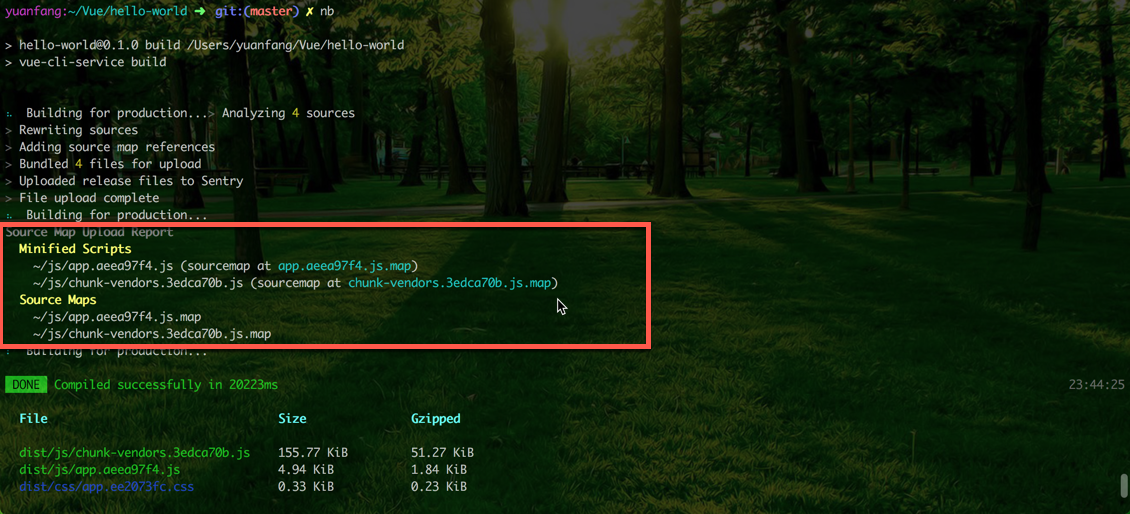 yuanfang:~/Vue/hello-world ➜ git:(master) ✗ nb
> hello-world@0.1.0 build /Users/yuanfang/Vue/hello-world
> vue-cli-service build
Building for production...> Analyzing 4 sources
> Rewriting sources
> Adding source map references
> Bundled 4 files for upload
> Uploaded release files to Sentry
> File upload complete
Building for production...
Source Map Upload Report
Minified Scripts
~/js/app.aeea97f4.js (sourcemap at app.aeea97f4.js.map)
~/js/chunk-vendors.3edca70b.js (sourcemap at chunk-vendors.3edca70b.js.map)
Source Maps
~/js/app.aeea97f4.js.map
~/js/chunk-vendors.3edca70b.js.map
Building for production...
DONE Compiled successfully in 20223ms 23:44:25
File Size Gzipped
dist/js/chunk-vendors.3edca70b.js 155.77 KiB 51.27 KiB
dist/js/app.aeea97f4.js 4.94 KiB 1.84 KiB
dist/css/app.ee2073fc.css 0.33 KiB 0.23 KiB